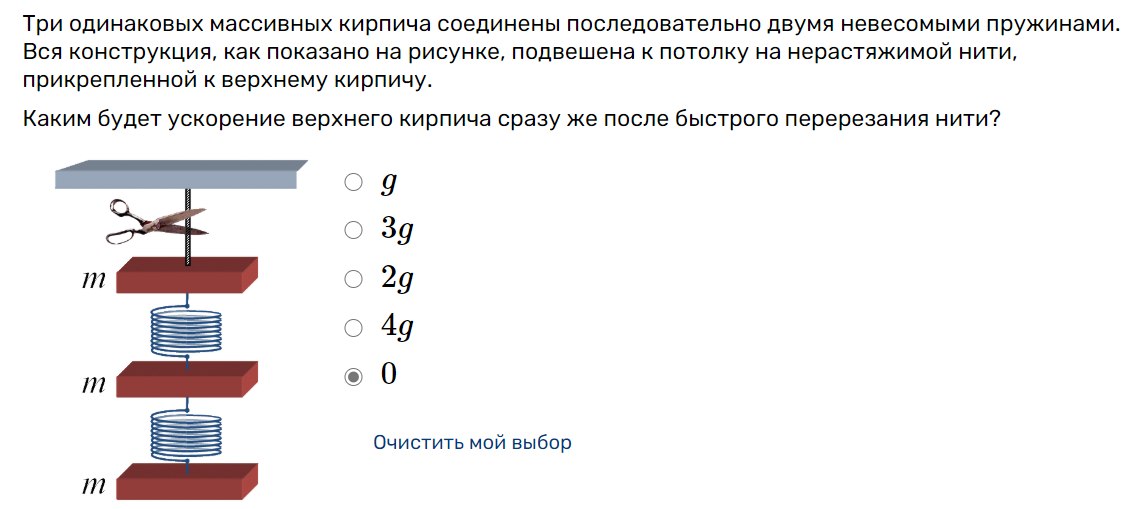 Три одинаковых массивных кирпича соединены последовательно двумя невесомыми пружинами.
Вся конструкция, как показано на рисунке, подвешена к потолку на нерастяжимой нити,
прикрепленной к верхнему кирпичу.
Каким будет ускорение верхнего кирпича сразу же после быстрого перерезания нити?
g
3g
m
2g
4g
m
0
Очистить мой выбор
m